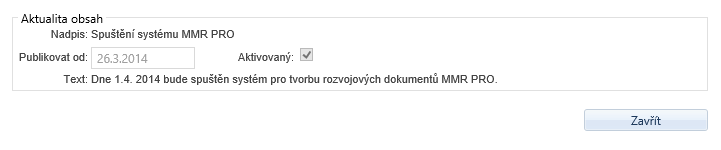 Aktualita obsah
Nadpis: Spuštění systému MMR PRO
Publikovat od: 26.3.2014 Aktivovaný:
Text: Dne 1.4. 2014 bude spuštěn systém pro tvorbu rozvojových dokumentů MMR PRO.
Zavřít